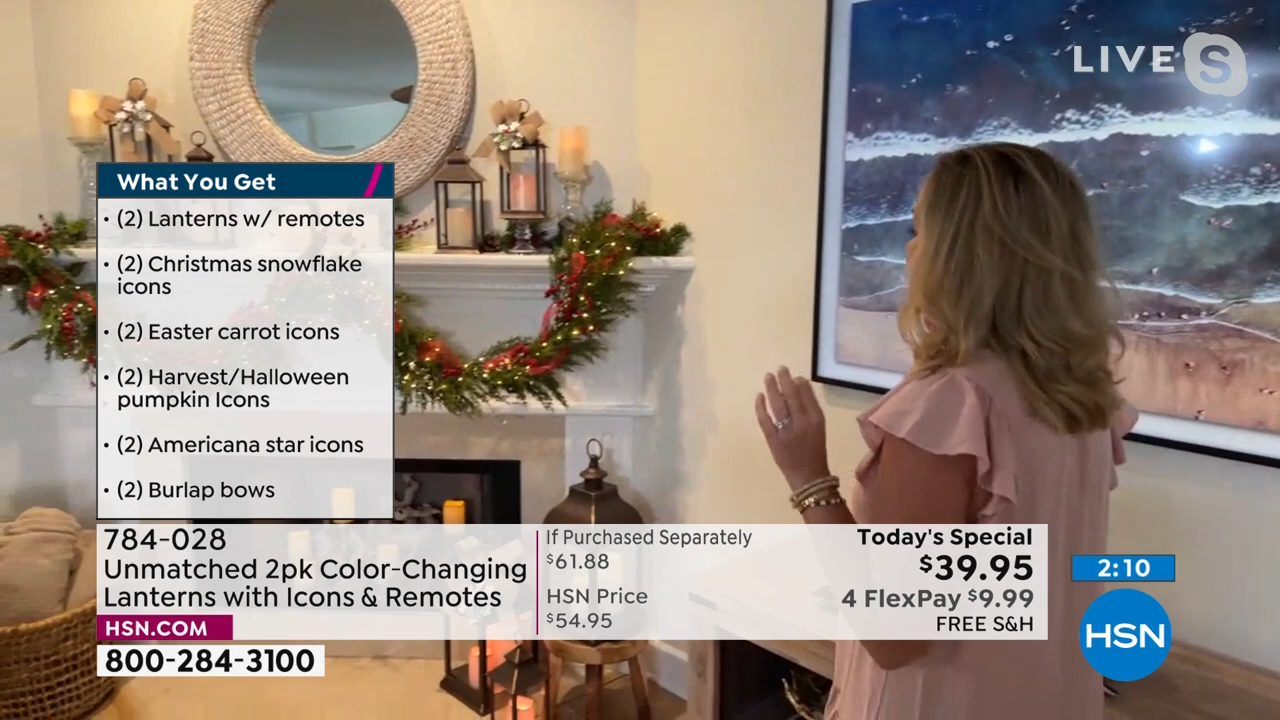 LIVE S
What You Get
• (2) Lanterns w/ remotes
• (2) Christmas snowflake
icons
• (2) Easter carrot icons
• (2) Harvest/Halloween
pumpkin Icons
• (2) Americana star icons
• (2) Burlap bows
784-028
Unmatched 2pk Color-Changing
Lanterns with Icons & Remotes
HSN.COM
800-284-3100
If Purchased Separately
$61.88
HSN Price
$54.95
Today's Special
$39.95
4 FlexPay $9.99
FREE S&H
2:10
HSN